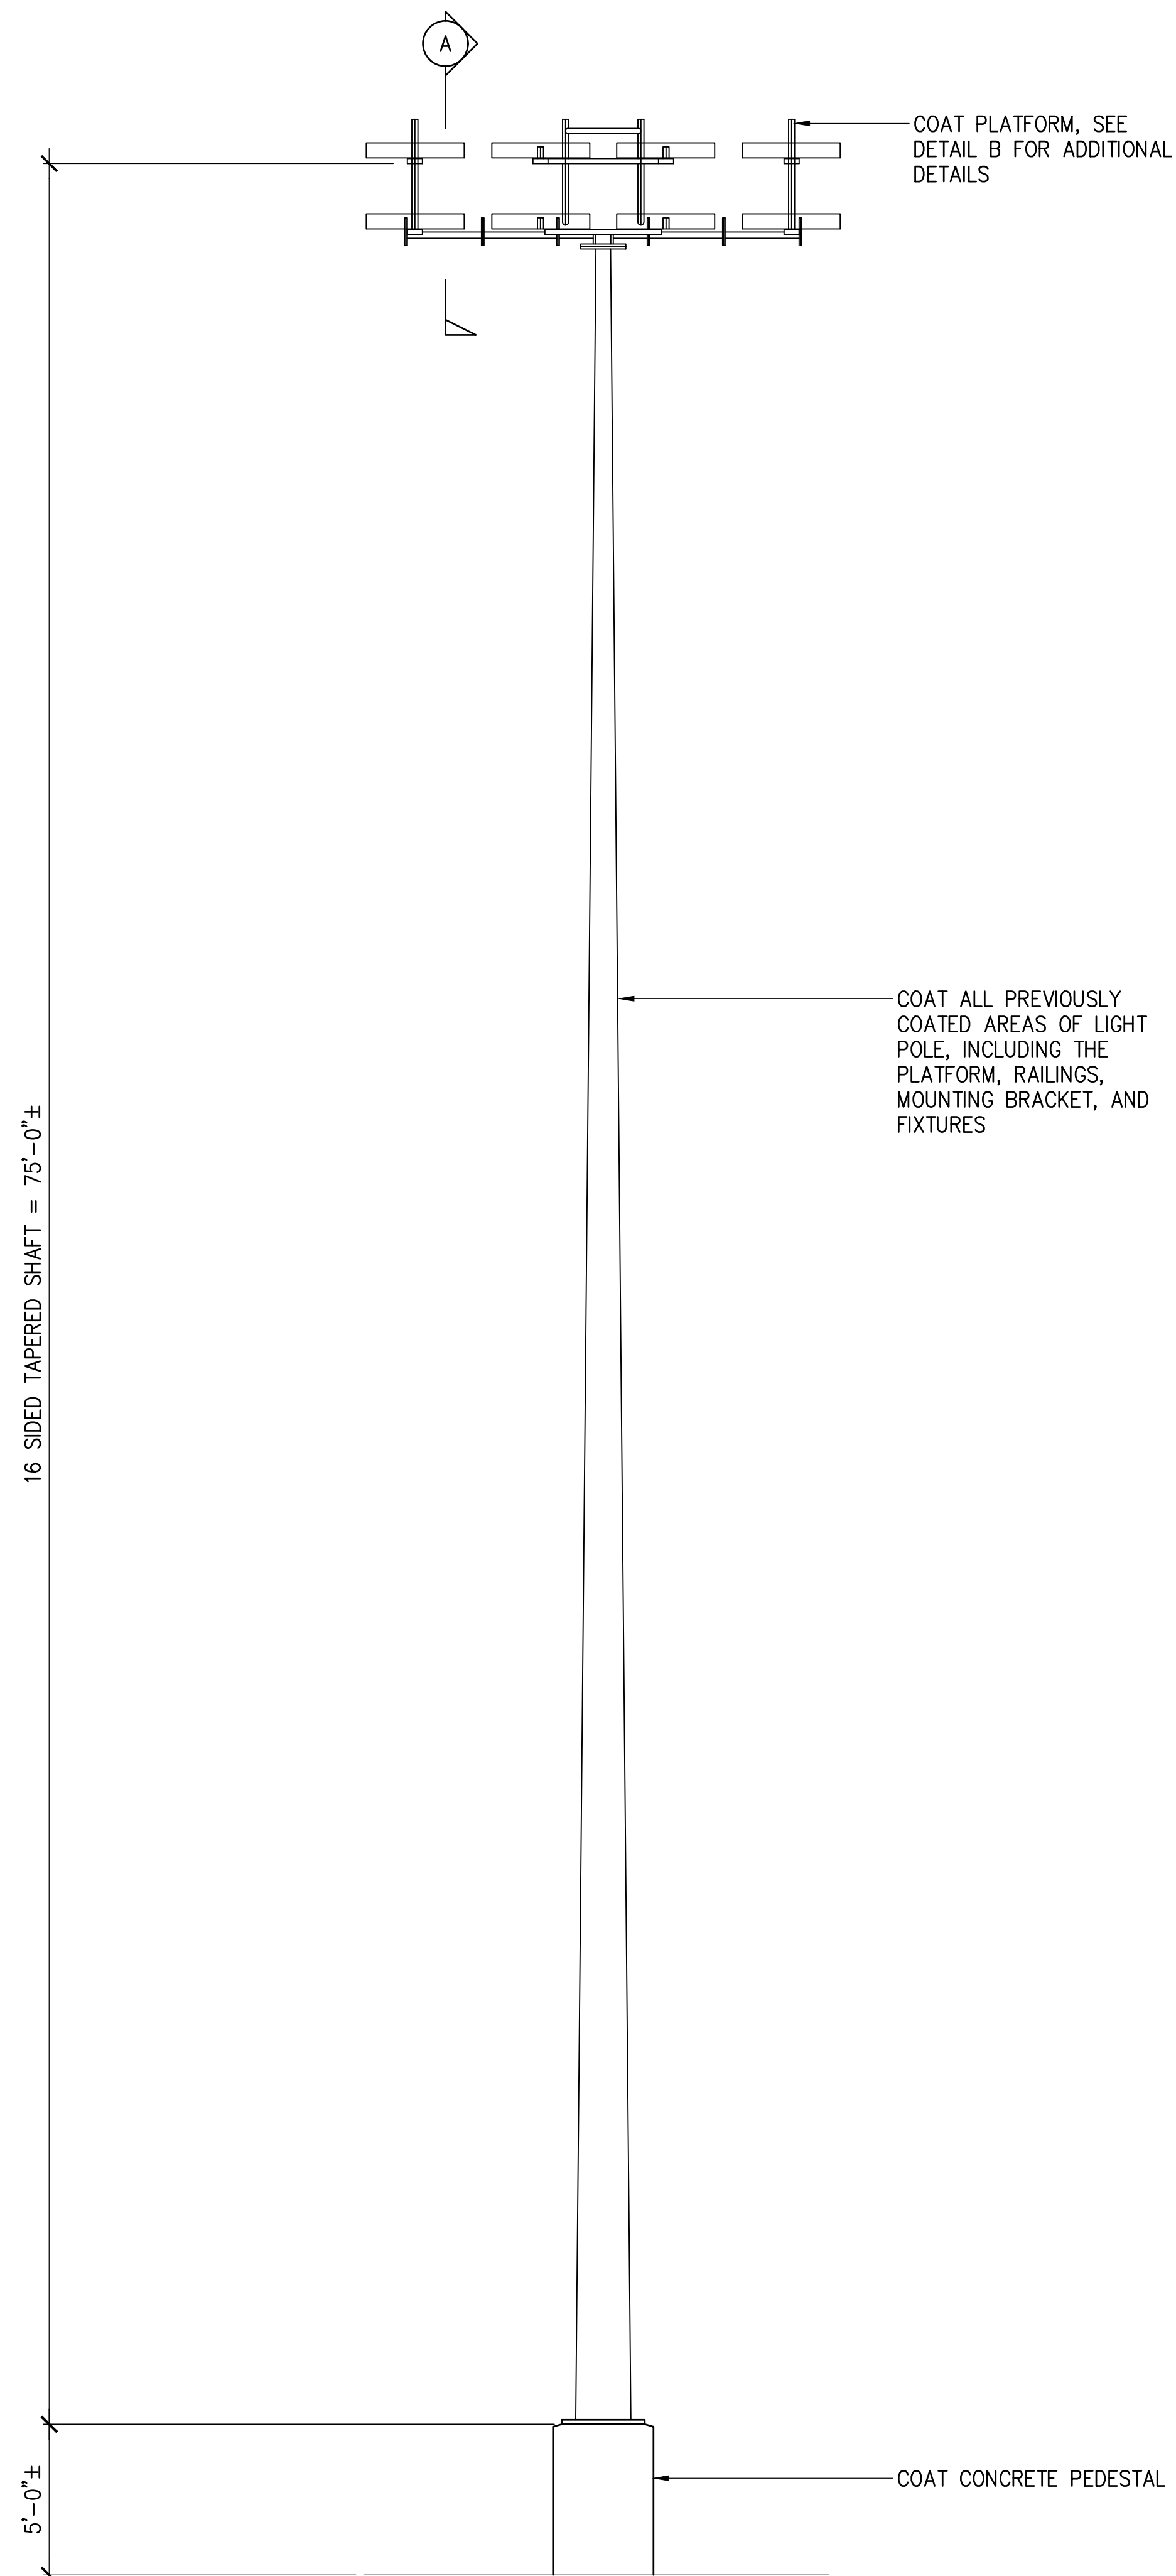 A
COAT PLATFORM, SEE
DETAIL B FOR ADDITIONAL
DETAILS
COAT ALL PREVIOUSLY
COATED AREAS OF LIGHT
POLE, INCLUDING THE
PLATFORM, RAILINGS,
MOUNTING BRACKET, AND
FIXTURES
16 SIDED TAPERED SHAFT = 75'-0"±
COAT CONCRETE PEDESTAL
5'-0"±